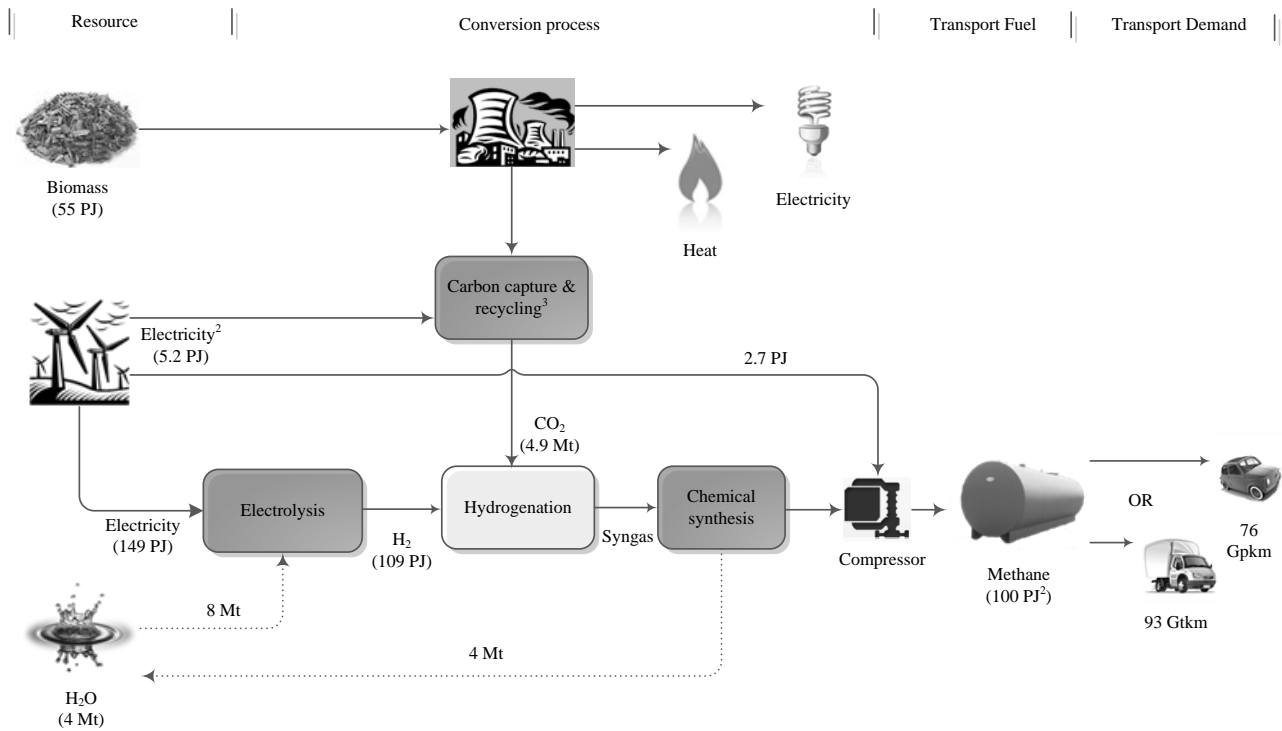 Resource
Conversion process
Transport Fuel
Transport Demand
Biomass
(55 PJ)
Electricity
Heat
Carbon capture &
recycling³
Electricity²
(5.2 PJ)
2.7 PJ
CO₂
(4.9 Mt)
Electrolysis
Hydrogenation
Chemical
synthesis
Electricity
(149 PJ)
H₂
(109 PJ)
Syngas
Compressor
Methane
(100 PJ²)
OR
76
Gpkm
93 Gtkm
8 Mt
4 Mt
H₂O
(4 Mt)